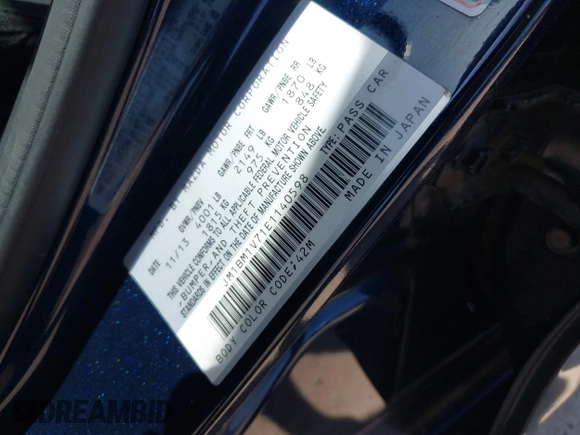 MFD BY MAZDA MOTOR CORPORATION
DATE GVWR/PNBV GAWR/PNBE FRT GAWR/PNBE RR
11/13 4001 LB 2149 LB 1870 LB
1815 KG 975 KG 848 KG
THIS VEHICLE CONFORMS TO ALL APPLICABLE FEDERAL MOTOR VEHICLE SAFETY
BUMPER, AND THEFT PREVENTION
STANDARDS IN EFFECT ON THE DATE OF MANUFACTURE SHOWN ABOVE.
JM1BM1V71E1140598 TYPE: PASS CAR
BODY COLOR CODE:42M MADE IN JAPAN
DREAMBID